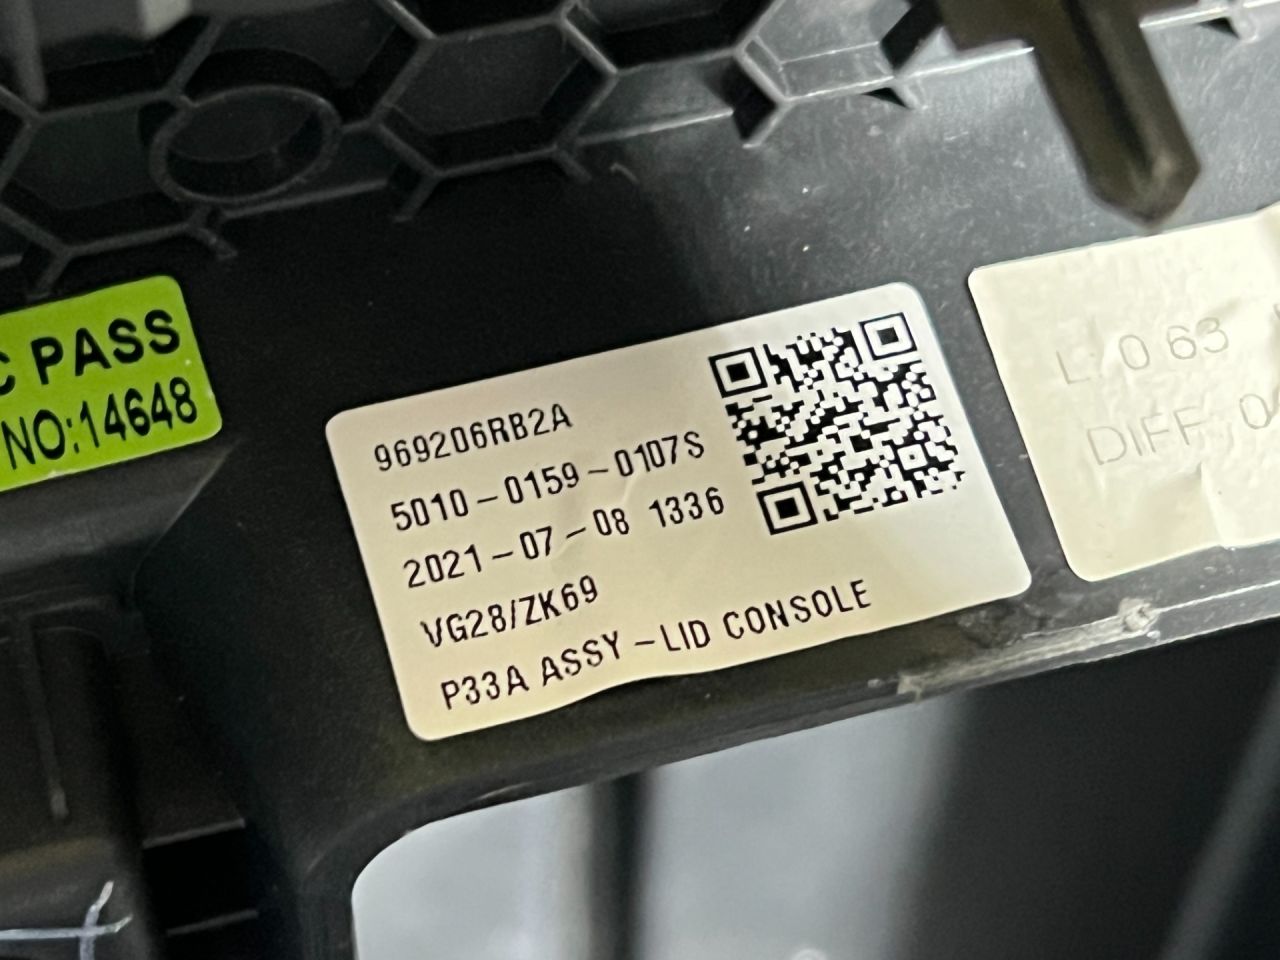 C PASS
NO:14648
969206RB2A
5010-0159-0107S
2021-07-08 1336
VG28/ZK69
P33A ASSY-LID CONSOLE
L: 0 63
DIFF 0